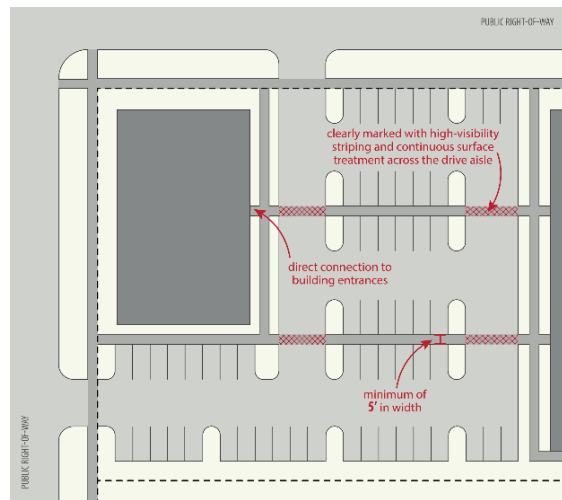 PUBLIC RIGHT-OF-WAY
clearly marked with high-visibility
striping and continuous surface
treatment across the drive aisle
direct connection to
building entrances
minimum of
5' in width
PUBLIC RIGHT-OF-WAY